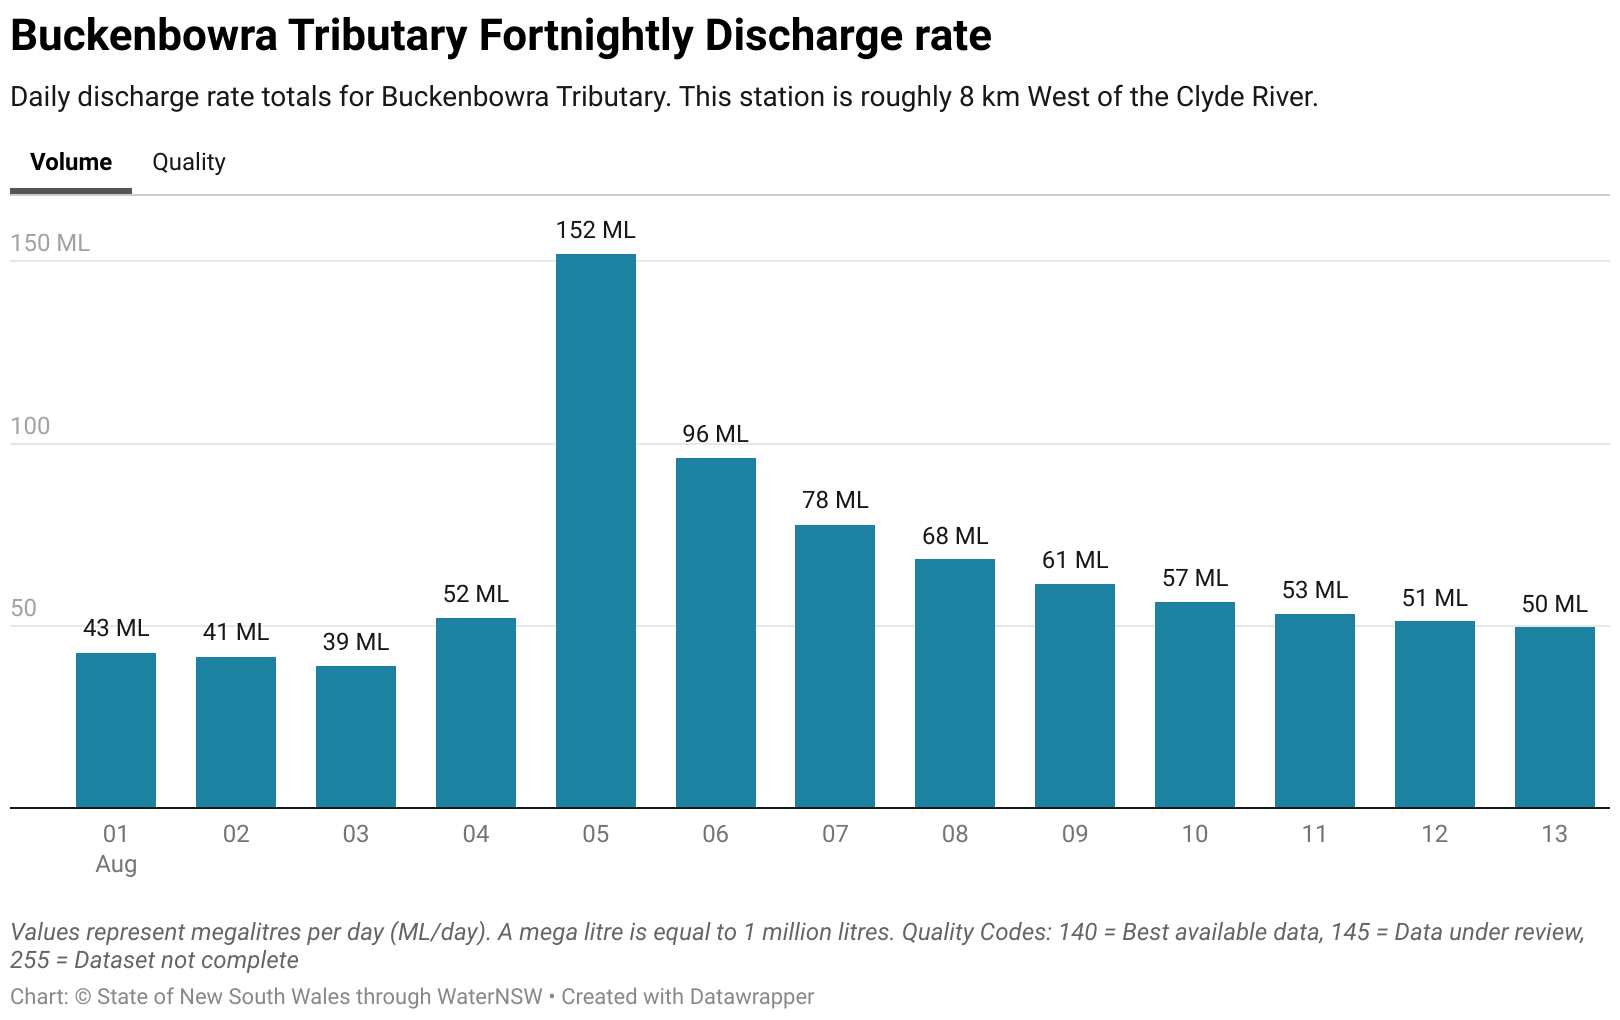 Buckenbowra Tributary Fortnightly Discharge rate
Daily discharge rate totals for Buckenbowra Tributary. This station is roughly 8 km West of the Clyde River.
Volume Quality
152 ML
150 ML
96 ML
100
78 ML
68 ML
61 ML
57 ML
52 ML
53 ML
51 ML
50 ML
50
43 ML
41 ML
39 ML
01 02 03 04 05 06 07 08 09 10 11 12 13
Aug
Values represent megalitres per day (ML/day). A mega litre is equal to 1 million litres. Quality Codes: 140 = Best available data, 145 = Data under review,
255 = Dataset not complete
Chart: © State of New South Wales through WaterNSW • Created with Datawrapper